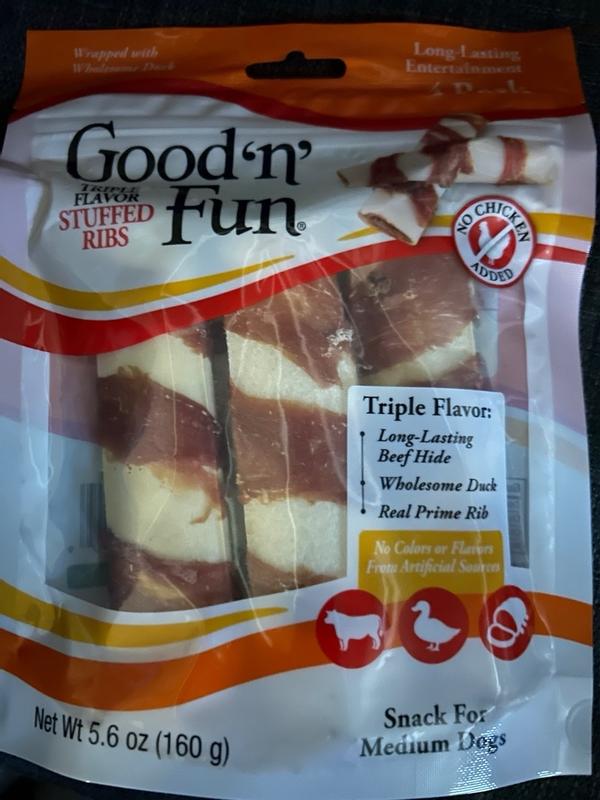 Wrapped with
Wholesome Duck
Long-Lasting
Entertainment
4 Pack
Good 'n'
Fun®
TRIPLE
FLAVOR
STUFFED
RIBS
NO CHICKEN
ADDED
Triple Flavor:
Long-Lasting
Beef Hide
Wholesome Duck
Real Prime Rib
No Colors or Flavors
From Artificial Sources
Net Wt 5.6 oz (160 g)
Snack For
Medium Dogs